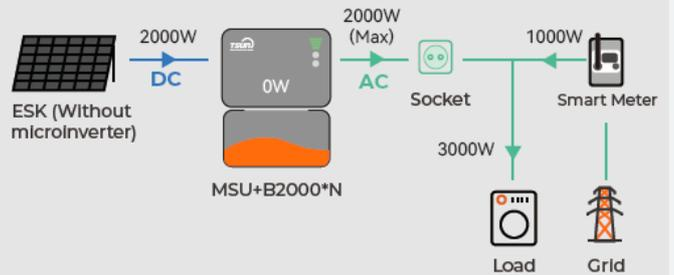 2000W
DC
ESK (Without
microinverter)
TSUN
0W
MSU+B2000*N
2000W
(Max)
AC
Socket
1000W
Smart Meter
3000W
Load
Grid